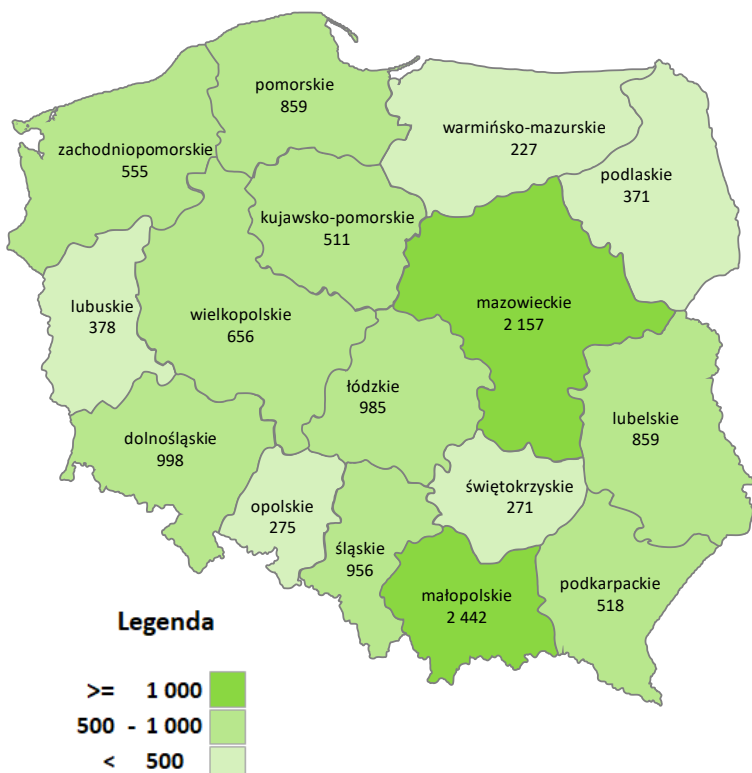 pomorskie
859
warmińsko-mazurskie
227
zachodniopomorskie
555
podlaskie
371
kujawsko-pomorskie
511
mazowieckie
2 157
lubuskie
378
wielkopolskie
656
łódzkie
985
lubelskie
859
dolnośląskie
998
świętokrzyskie
271
opolskie
275
śląskie
956
małopolskie
2 442
podkarpackie
518
Legenda
>= 1 000
500 - 1 000
< 500